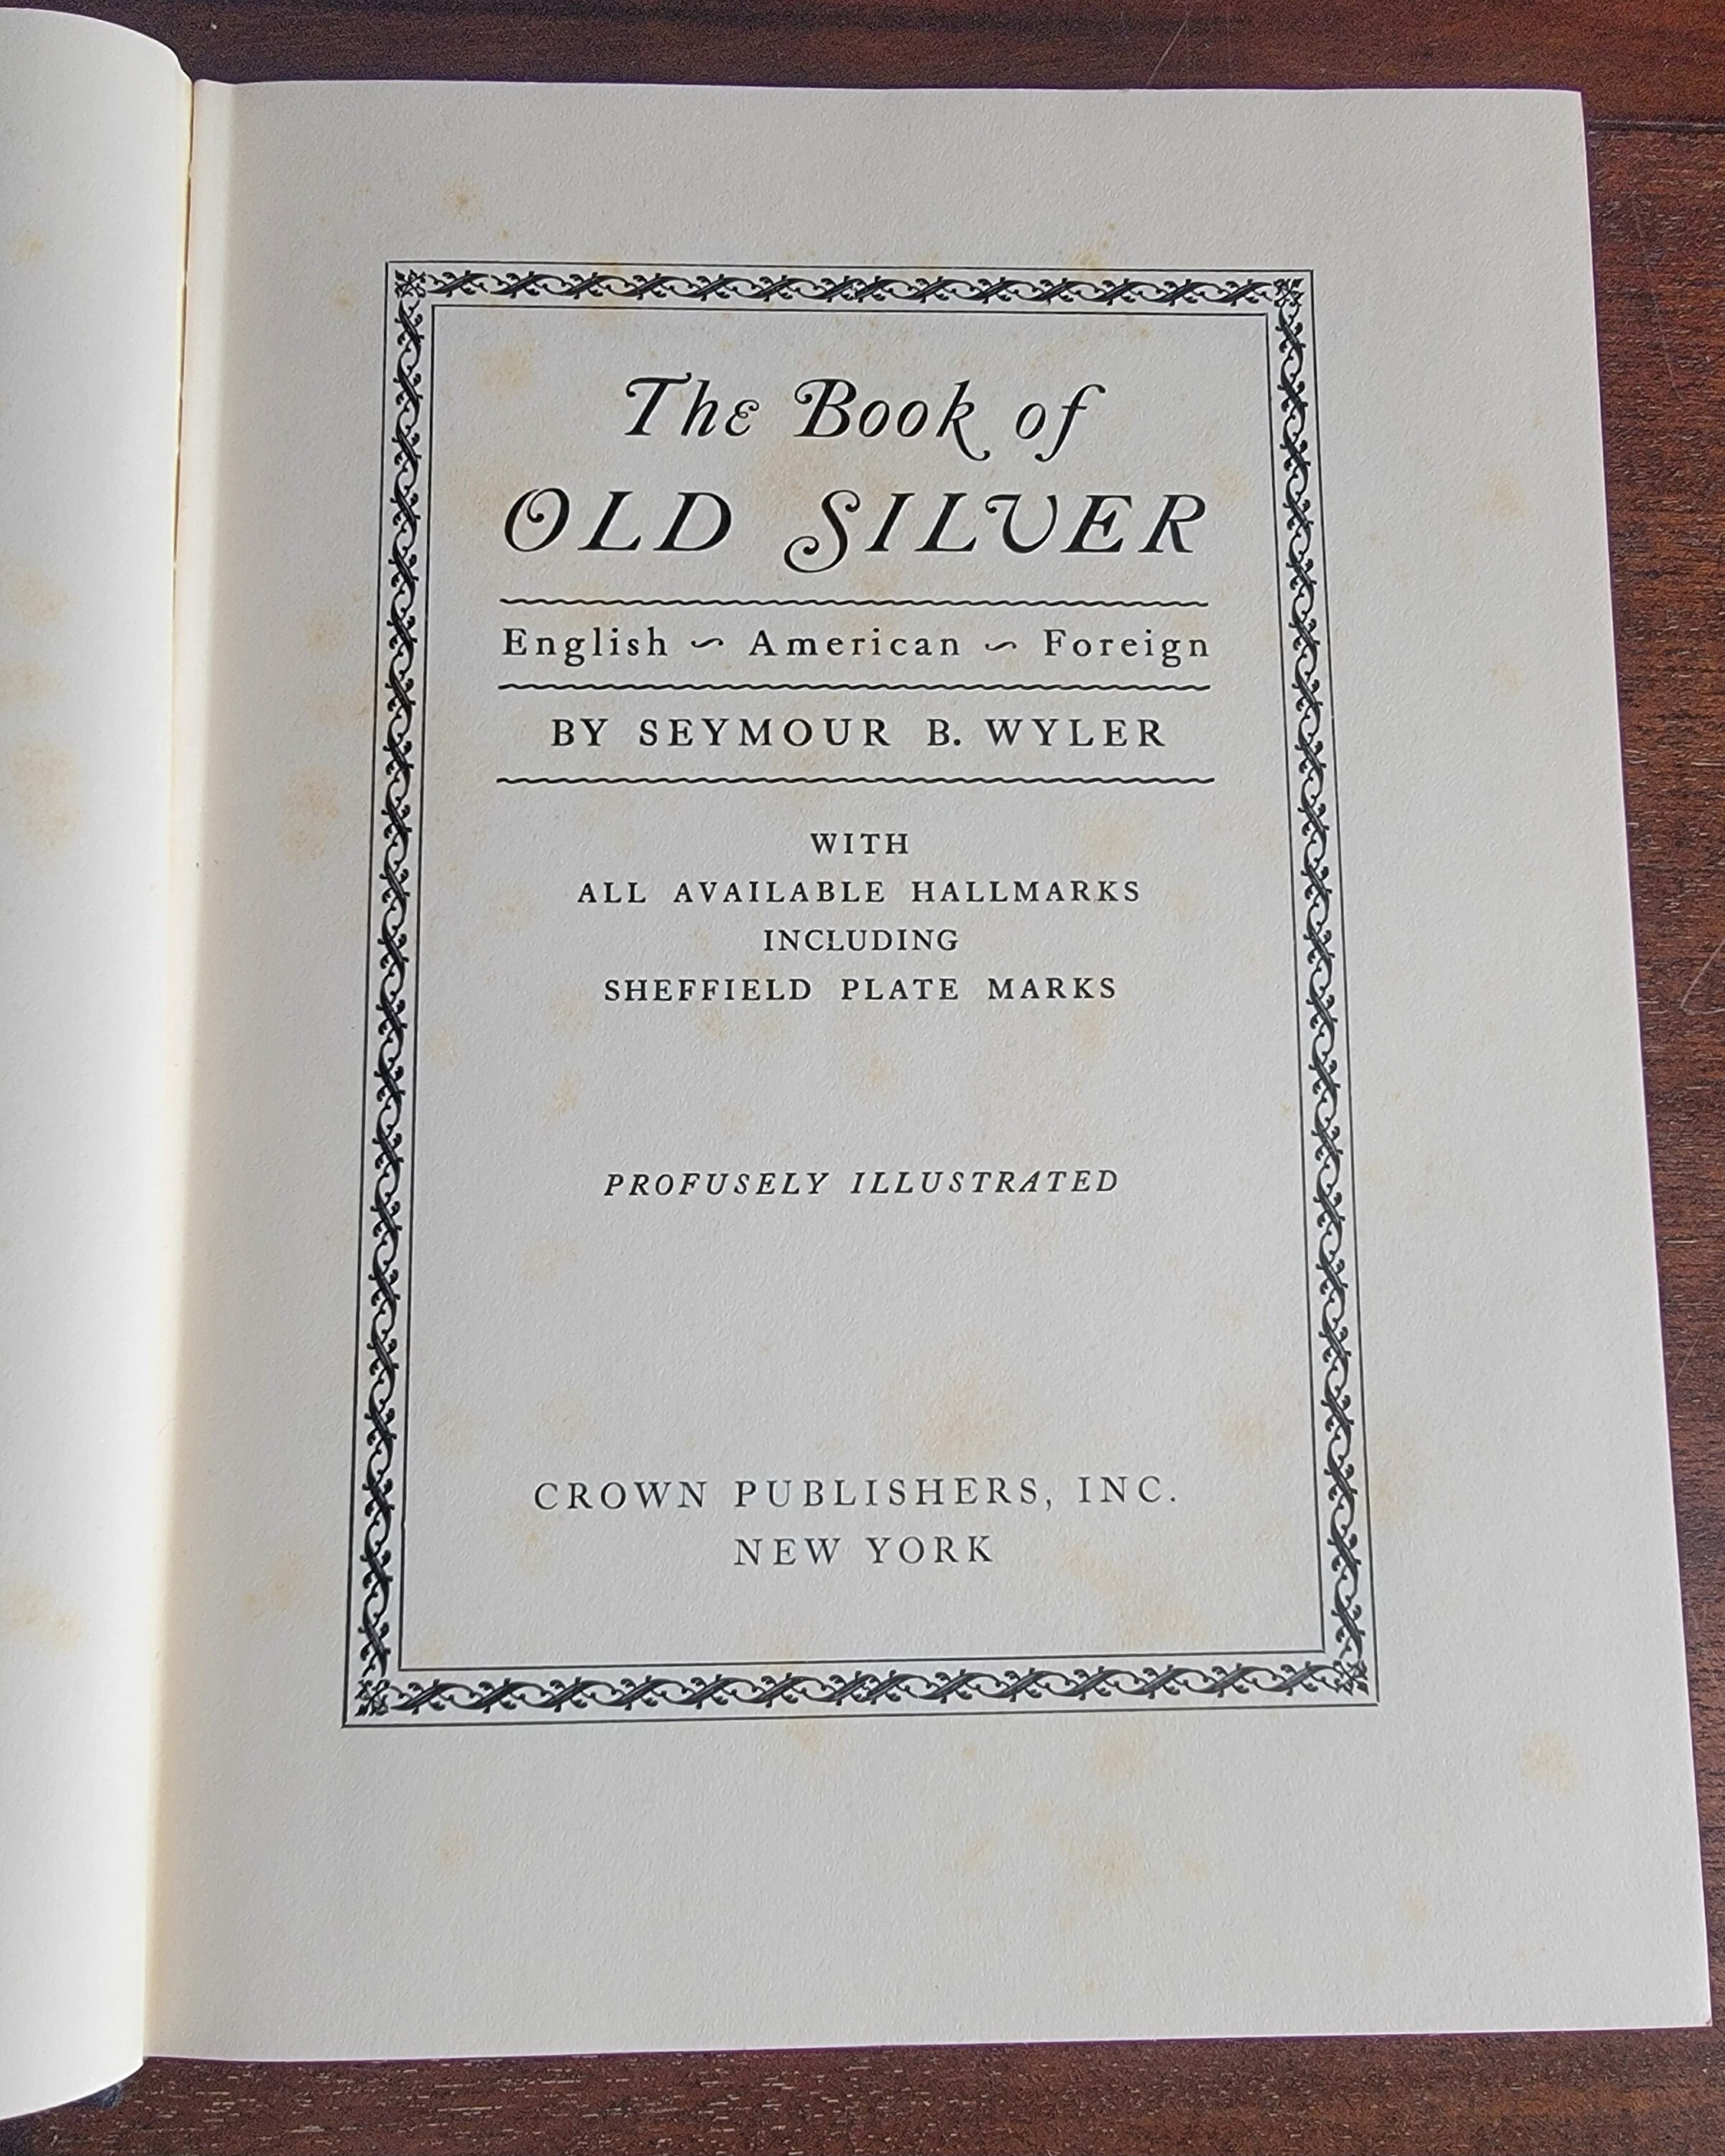 The Book of
OLD SILVER
English ~ American ~ Foreign
BY SEYMOUR B. WYLER
WITH
ALL AVAILABLE HALLMARKS
INCLUDING
SHEFFIELD PLATE MARKS
PROFUSELY ILLUSTRATED
CROWN PUBLISHERS, INC.
NEW YORK